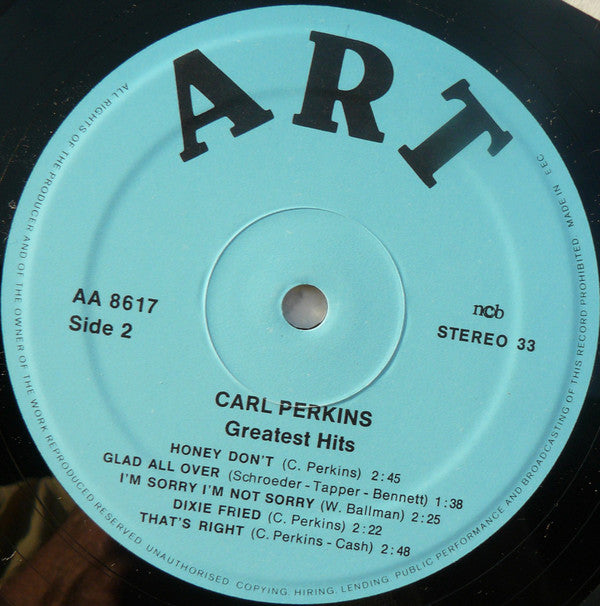 ART
AA 8617
Side 2
ncb
STEREO 33
CARL PERKINS
Greatest Hits
HONEY DON'T (C. Perkins) 2:45
GLAD ALL OVER (Schroeder - Tapper - Bennett) 1:38
I'M SORRY I'M NOT SORRY (W. Ballman) 2:25
DIXIE FRIED (C. Perkins) 2:22
THAT'S RIGHT (C. Perkins - Cash) 2:48
ALL RIGHTS OF THE PRODUCER AND OF THE OWNER OF THE WORK REPRODUCED RESERVED. UNAUTHORISED COPYING, HIRING, LENDING, PUBLIC PERFORMANCE AND BROADCASTING OF THIS RECORD PROHIBITED MADE IN EEC